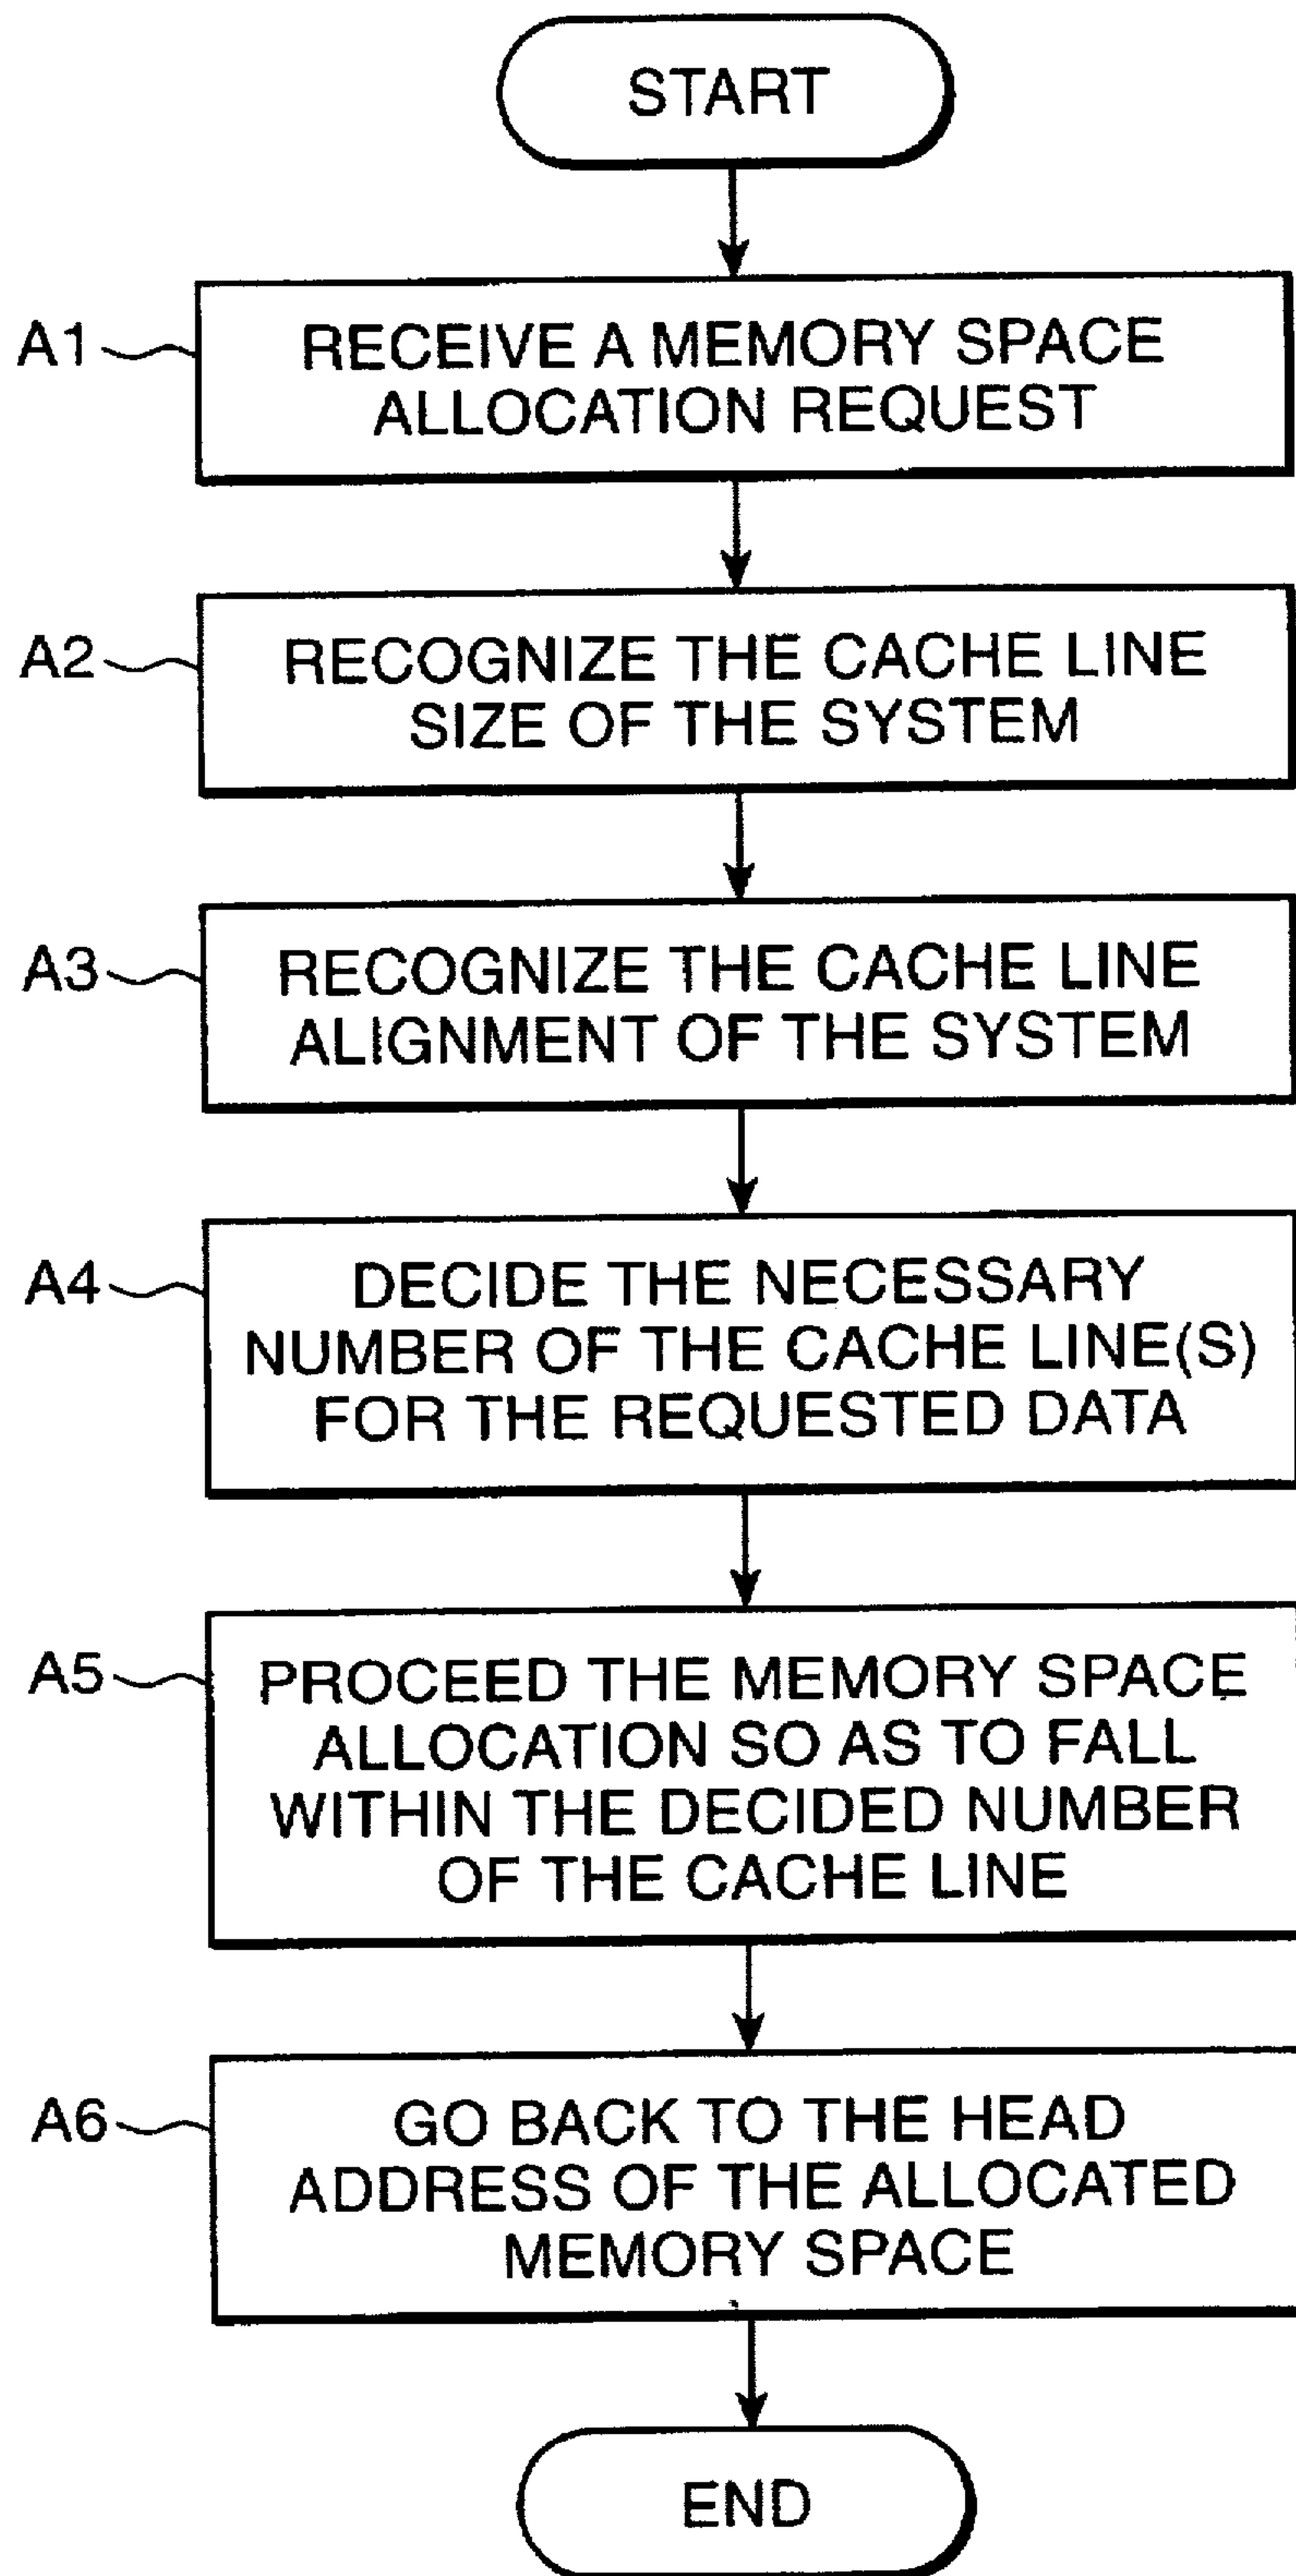 START
A1
RECEIVE A MEMORY SPACE
ALLOCATION REQUEST
A2
RECOGNIZE THE CACHE LINE
SIZE OF THE SYSTEM
A3
RECOGNIZE THE CACHE LINE
ALIGNMENT OF THE SYSTEM
A4
DECIDE THE NECESSARY
NUMBER OF THE CACHE LINE(S)
FOR THE REQUESTED DATA
A5
PROCEED THE MEMORY SPACE
ALLOCATION SO AS TO FALL
WITHIN THE DECIDED NUMBER
OF THE CACHE LINE
A6
GO BACK TO THE HEAD
ADDRESS OF THE ALLOCATED
MEMORY SPACE
END